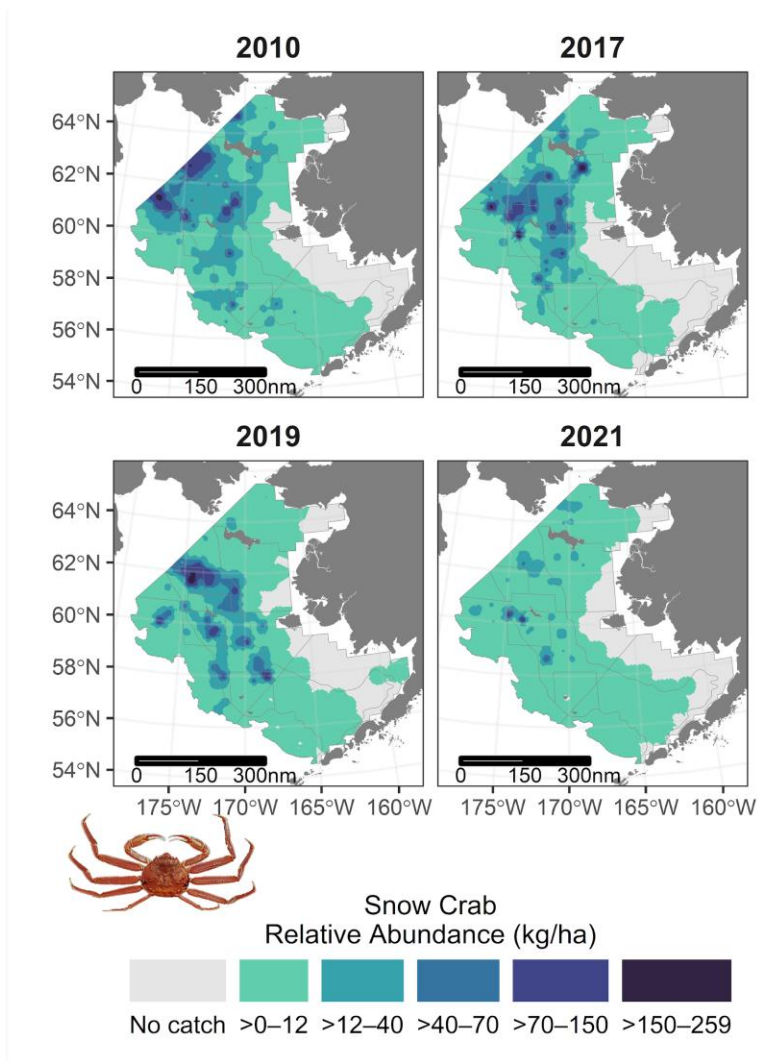 2010
2017
64°N
62°N
60°N
58°N
56°N
54°N
0 150 300nm
0 150 300nm
2019
2021
64°N
62°N
60°N
58°N
56°N
54°N
0 150 300nm
0 150 300nm
175°W 170°W 165°W 160°W
175°W 170°W 165°W 160°W
Snow Crab
Relative Abundance (kg/ha)
No catch >0–12 >12–40 >40–70 >70–150 >150–259